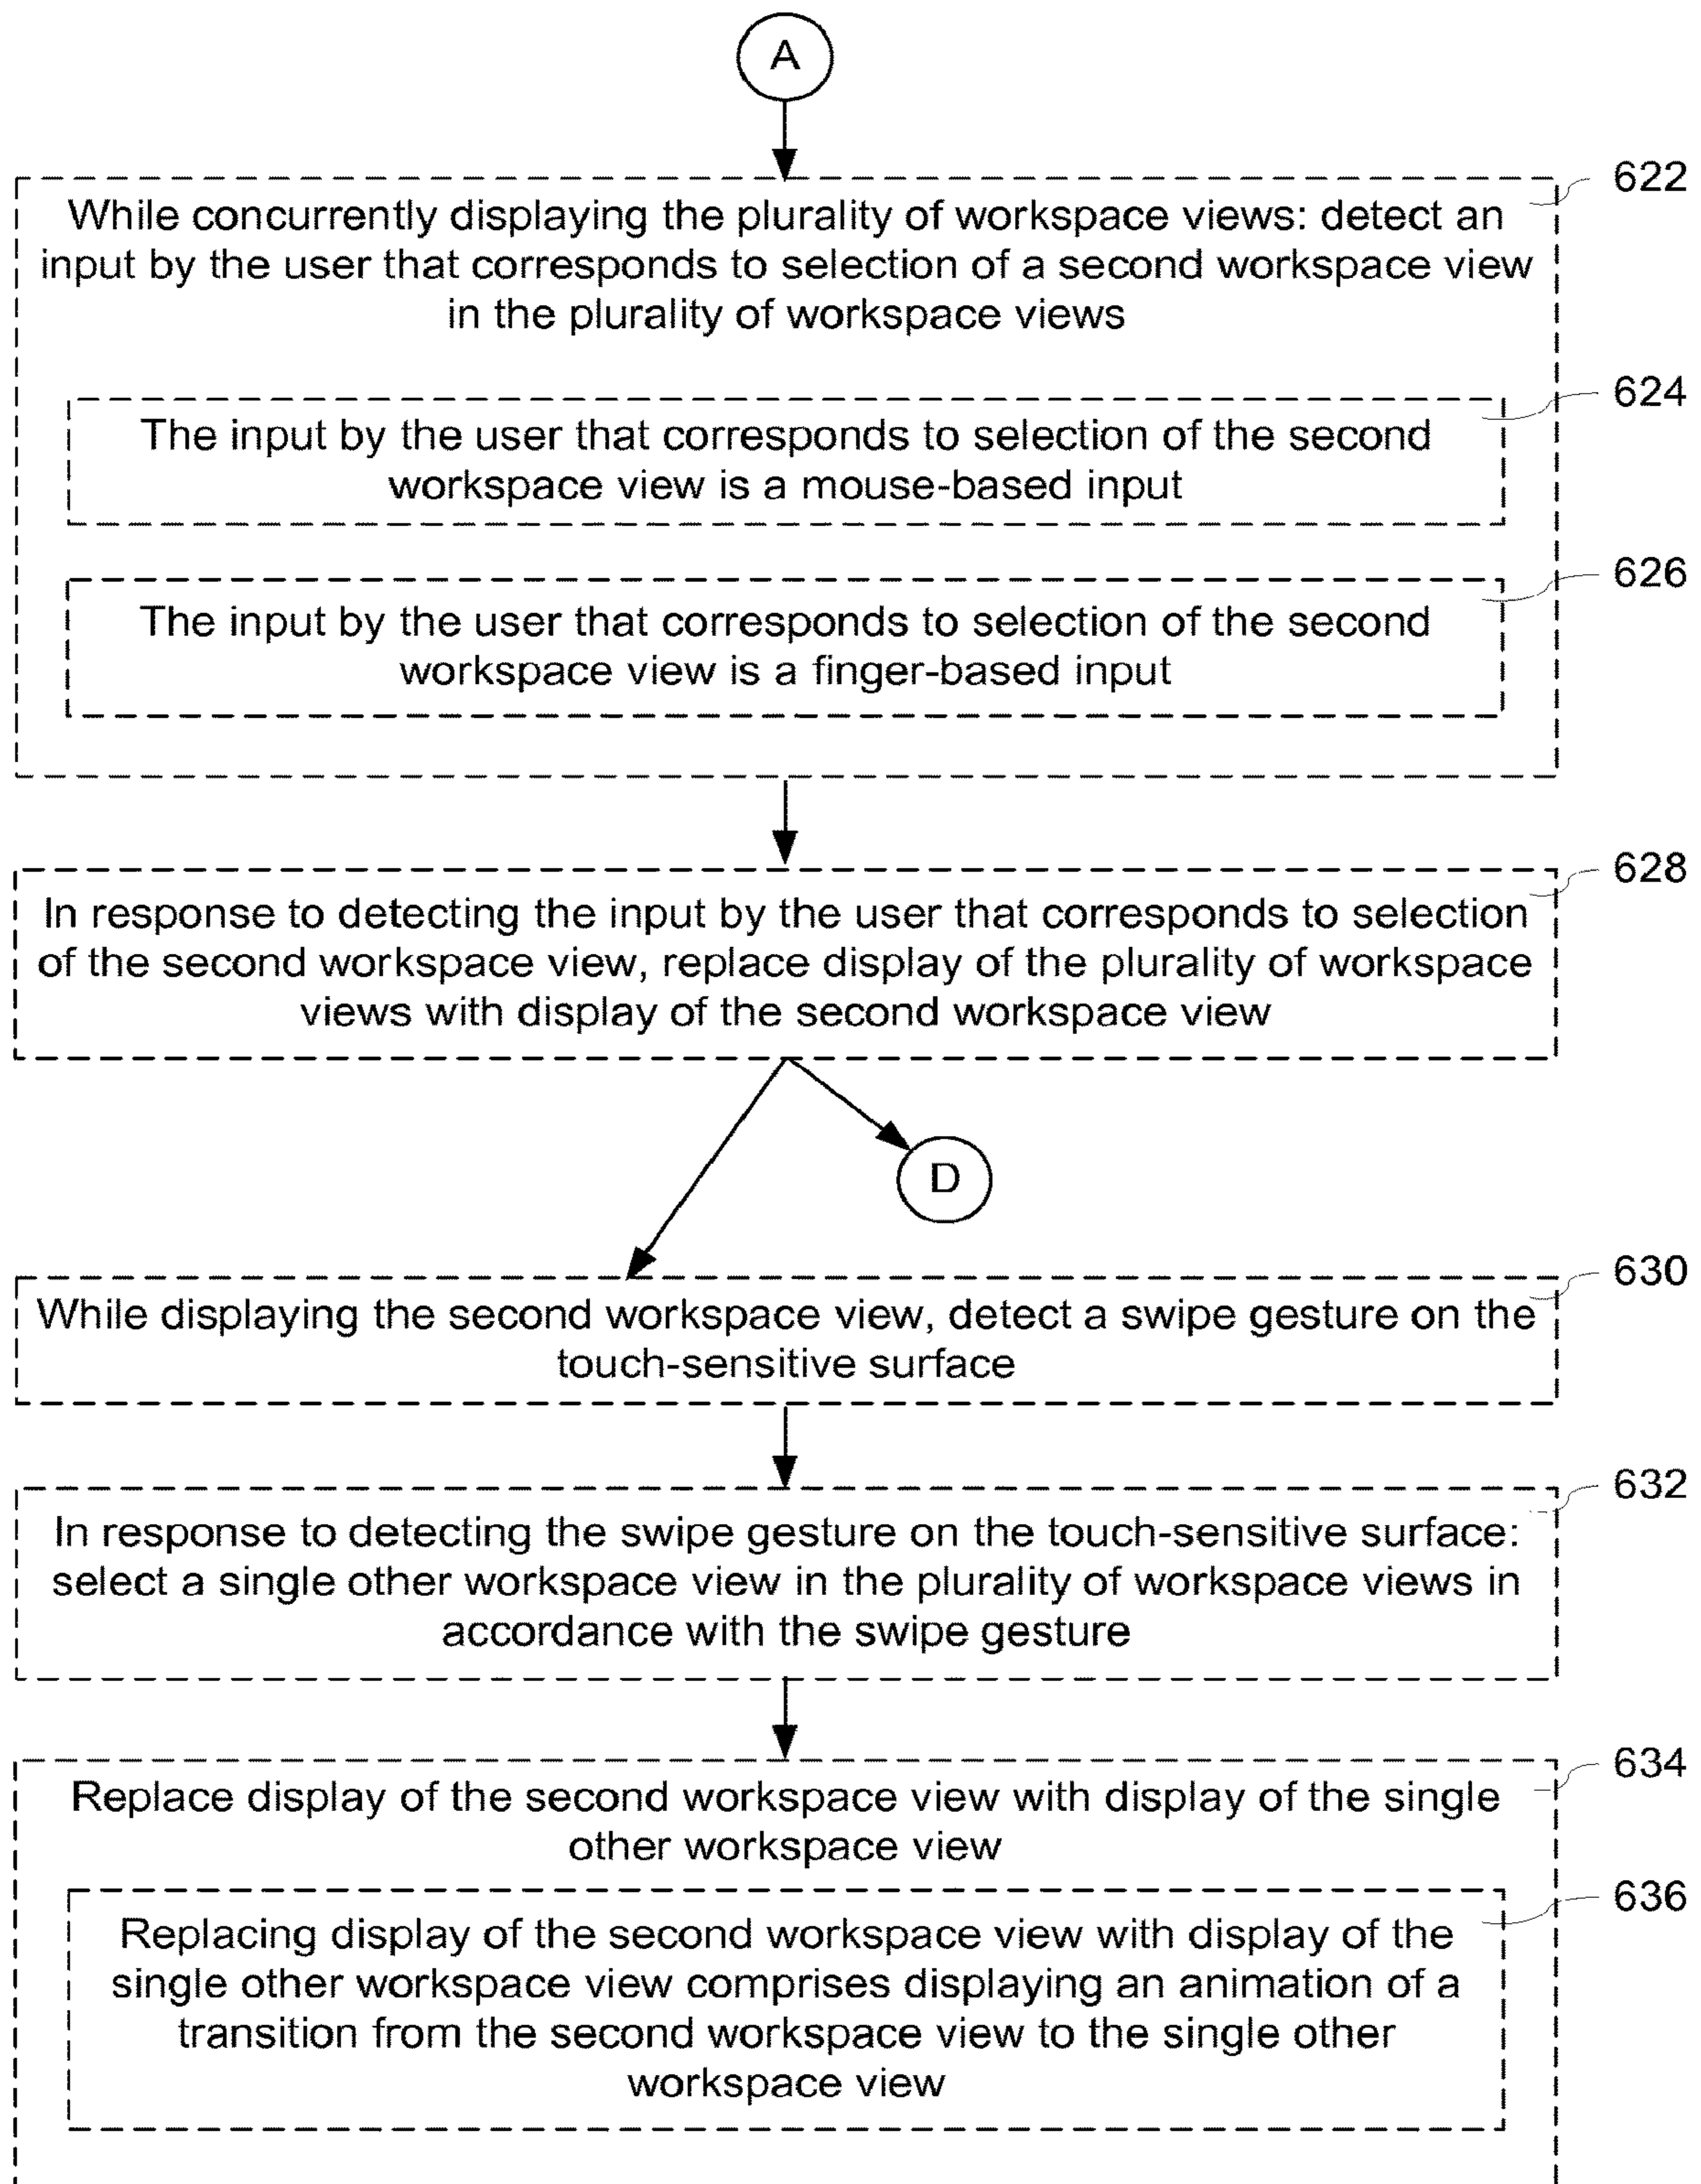 A
622
While concurrently displaying the plurality of workspace views: detect an
input by the user that corresponds to selection of a second workspace view
in the plurality of workspace views
624
The input by the user that corresponds to selection of the second
workspace view is a mouse-based input
626
The input by the user that corresponds to selection of the second
workspace view is a finger-based input
628
In response to detecting the input by the user that corresponds to selection
of the second workspace view, replace display of the plurality of workspace
views with display of the second workspace view
D
630
While displaying the second workspace view, detect a swipe gesture on the
touch-sensitive surface
632
In response to detecting the swipe gesture on the touch-sensitive surface:
select a single other workspace view in the plurality of workspace views in
accordance with the swipe gesture
634
Replace display of the second workspace view with display of the single
other workspace view
636
Replacing display of the second workspace view with display of the
single other workspace view comprises displaying an animation of a
transition from the second workspace view to the single other
workspace view